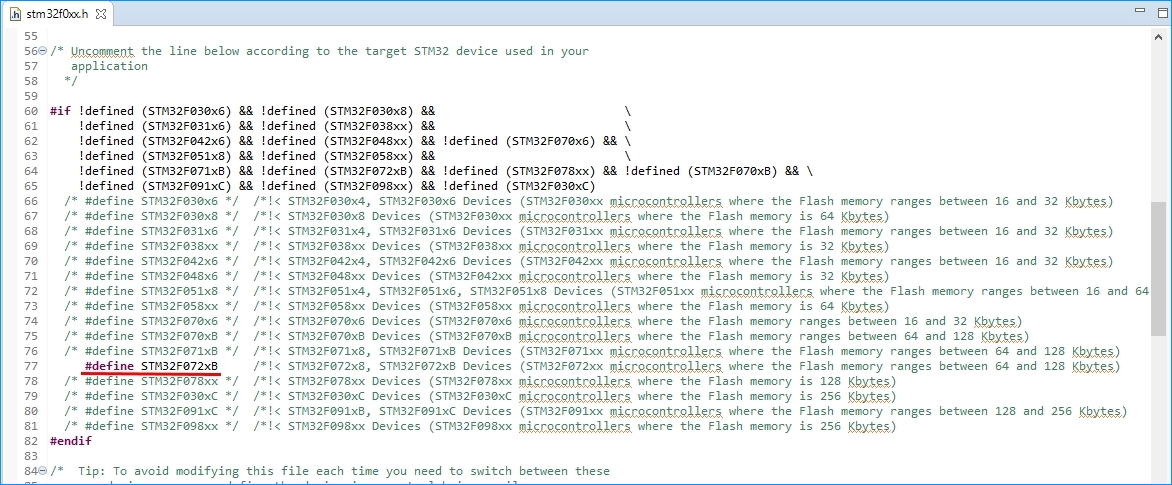 stm32f0xx.h
55
56 /* Uncomment the line below according to the target STM32 device used in your
57 application
58 */
59
60 #if !defined (STM32F030x6) && !defined (STM32F030x8) && \
61 !defined (STM32F031x6) && !defined (STM32F038xx) && \
62 !defined (STM32F042x6) && !defined (STM32F048xx) && !defined (STM32F070x6) && \
63 !defined (STM32F051x8) && !defined (STM32F058xx) && \
64 !defined (STM32F071xB) && !defined (STM32F072xB) && !defined (STM32F078xx) && !defined (STM32F070xB) && \
65 !defined (STM32F091xC) && !defined (STM32F098xx) && !defined (STM32F030xC)
66 /* #define STM32F030x6 */ /*!< STM32F030x4, STM32F030x6 Devices (STM32F030xx microcontrollers where the Flash memory ranges between 16 and 32 Kbytes)
67 /* #define STM32F030x8 */ /*!< STM32F030x8 Devices (STM32F030xx microcontrollers where the Flash memory is 64 Kbytes)
68 /* #define STM32F031x6 */ /*!< STM32F031x4, STM32F031x6 Devices (STM32F031xx microcontrollers where the Flash memory ranges between 16 and 32 Kbytes)
69 /* #define STM32F038xx */ /*!< STM32F038xx Devices (STM32F038xx microcontrollers where the Flash memory is 32 Kbytes)
70 /* #define STM32F042x6 */ /*!< STM32F042x4, STM32F042x6 Devices (STM32F042xx microcontrollers where the Flash memory ranges between 16 and 32 Kbytes)
71 /* #define STM32F048x6 */ /*!< STM32F048xx Devices (STM32F042xx microcontrollers where the Flash memory is 32 Kbytes)
72 /* #define STM32F051x8 */ /*!< STM32F051x4, STM32F051x6, STM32F051x8 Devices (STM32F051xx microcontrollers where the Flash memory ranges between 16 and 64
73 /* #define STM32F058xx */ /*!< STM32F058xx Devices (STM32F058xx microcontrollers where the Flash memory is 64 Kbytes)
74 /* #define STM32F070x6 */ /*!< STM32F070x6 Devices (STM32F070x6 microcontrollers where the Flash memory ranges between 16 and 32 Kbytes)
75 /* #define STM32F070xB */ /*!< STM32F070xB Devices (STM32F070xB microcontrollers where the Flash memory ranges between 64 and 128 Kbytes)
76 /* #define STM32F071xB */ /*!< STM32F071x8, STM32F071xB Devices (STM32F071xx microcontrollers where the Flash memory ranges between 64 and 128 Kbytes)
77 #define STM32F072xB /*!< STM32F072x8, STM32F072xB Devices (STM32F072xx microcontrollers where the Flash memory ranges between 64 and 128 Kbytes)
78 /* #define STM32F078xx */ /*!< STM32F078xx Devices (STM32F078xx microcontrollers where the Flash memory is 128 Kbytes)
79 /* #define STM32F030xC */ /*!< STM32F030xC Devices (STM32F030xC microcontrollers where the Flash memory is 256 Kbytes)
80 /* #define STM32F091xC */ /*!< STM32F091xB, STM32F091xC Devices (STM32F091xx microcontrollers where the Flash memory ranges between 128 and 256 Kbytes)
81 /* #define STM32F098xx */ /*!< STM32F098xx Devices (STM32F098xx microcontrollers where the Flash memory is 256 Kbytes)
82 #endif
83
84 /* Tip: To avoid modifying this file each time you need to switch between these